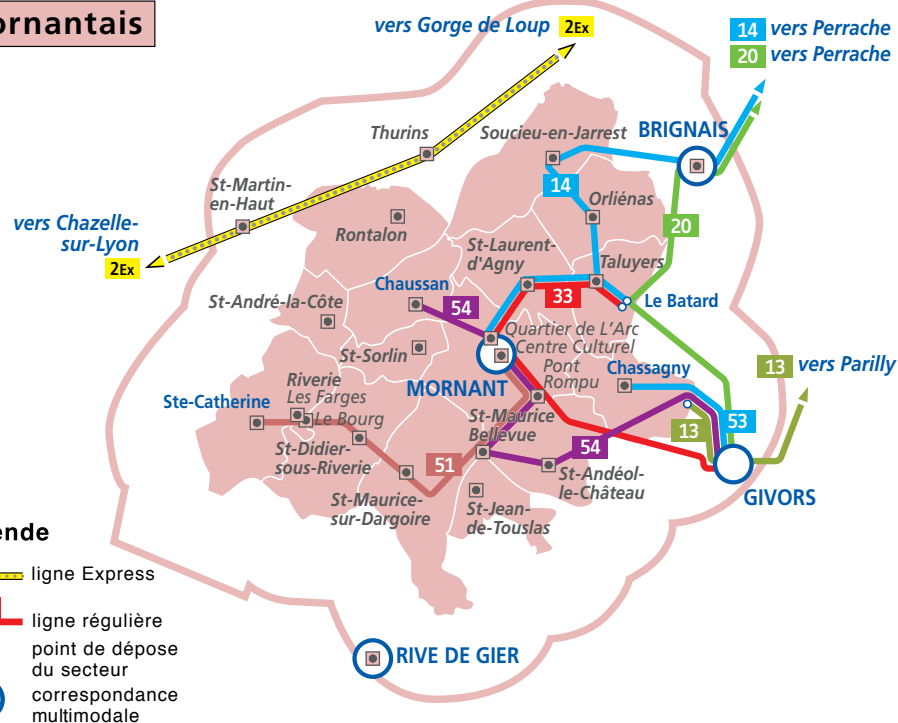 ornantais
vers Gorge de Loup 2Ex
14 vers Perrache
20 vers Perrache
Thurins
Soucieu-en-Jarrest
BRIGNAIS
St-Martin-
en-Haut
14
Orliénas
vers Chazelle-
sur-Lyon
2Ex
Rontalon
20
St-Laurent-
d'Agny
Taluyers
Chaussan
33
Le Batard
St-André-la-Côte
54
Quartier de L'Arc
Centre Culturel
St-Sorlin
Pont
Rompu
Chassagny
13 vers Parilly
MORNANT
Riverie
Les Farges
Le Bourg
Ste-Catherine
St-Maurice
Bellevue
13
53
St-Didier-
sous-Riverie
51
54
St-Andéol-
le-Château
GIVORS
St-Maurice-
sur-Dargoire
St-Jean-
de-Touslas
ende
ligne Express
ligne régulière
point de dépose
du secteur
correspondance
multimodale
RIVE DE GIER